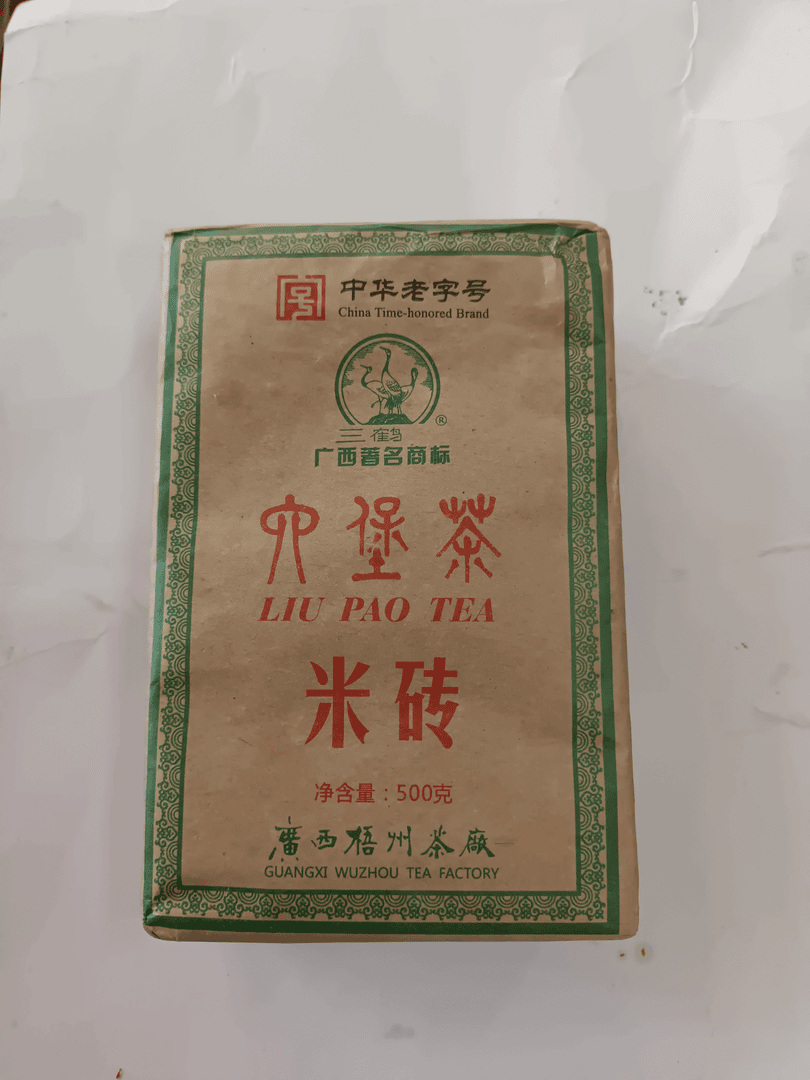 中华老字号
China Time-honored Brand
三鹤
®
广西著名商标
六堡茶
LIU PAO TEA
米砖
净含量：500克
廣西梧州茶廠
GUANGXI WUZHOU TEA FACTORY